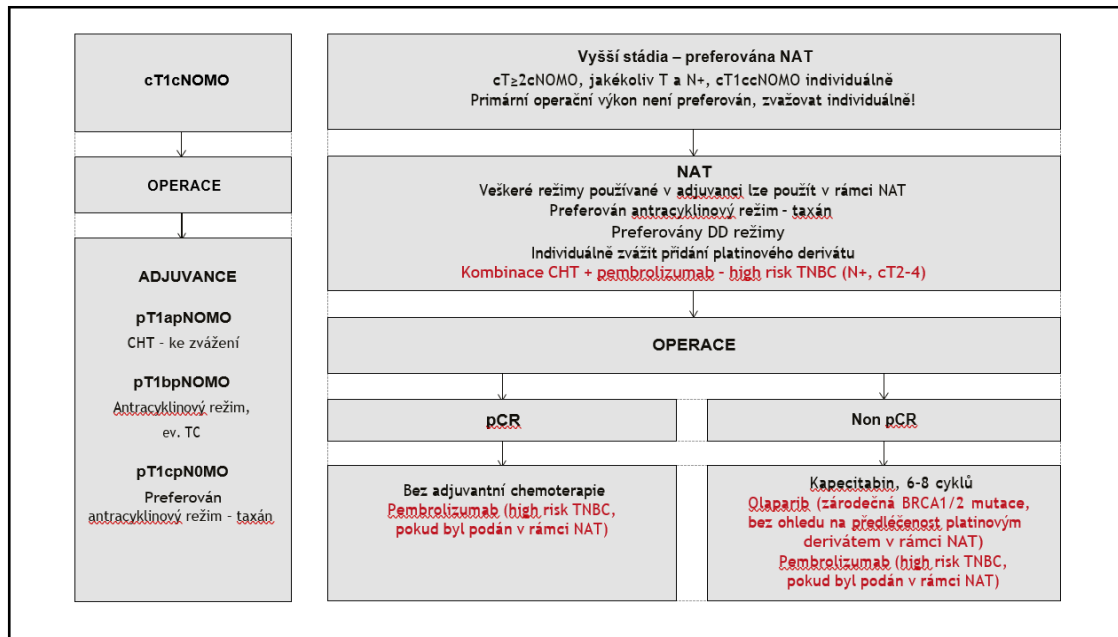 cT1cNOMO
OPERACE
ADJUVANCE
pT1apNOMO
CHT - ke zvážení
pT1bpNOMO
Antracyklinový režim,
ev. TC
pT1cpN0MO
Preferován
antracyklinový režim - taxán
Vyšší stádia – preferována NAT
cT≥2cNOMO, jakékoliv T a N+, cT1ccNOMO individuálně
Primární operační výkon není preferován, zvažovat individuálně!
NAT
Veškeré režimy používané v adjuvanci lze použít v rámci NAT
Preferován antracyklinový režim - taxán
Preferovány DD režimy
Individuálně zvážit přidání platinového derivátu
Kombinace CHT + pembrolizumab - high risk TNBC (N+, cT2-4)
OPERACE
pCR
Bez adjuvantní chemoterapie
Pembrolizumab (high risk TNBC,
pokud byl podán v rámci NAT)
Non pCR
Kapecitabin, 6-8 cyklů
Olaparib (zárodečná BRCA1/2 mutace,
bez ohledu na předléčenost platinovým
derivátem v rámci NAT)
Pembrolizumab (high risk TNBC,
pokud byl podán v rámci NAT)